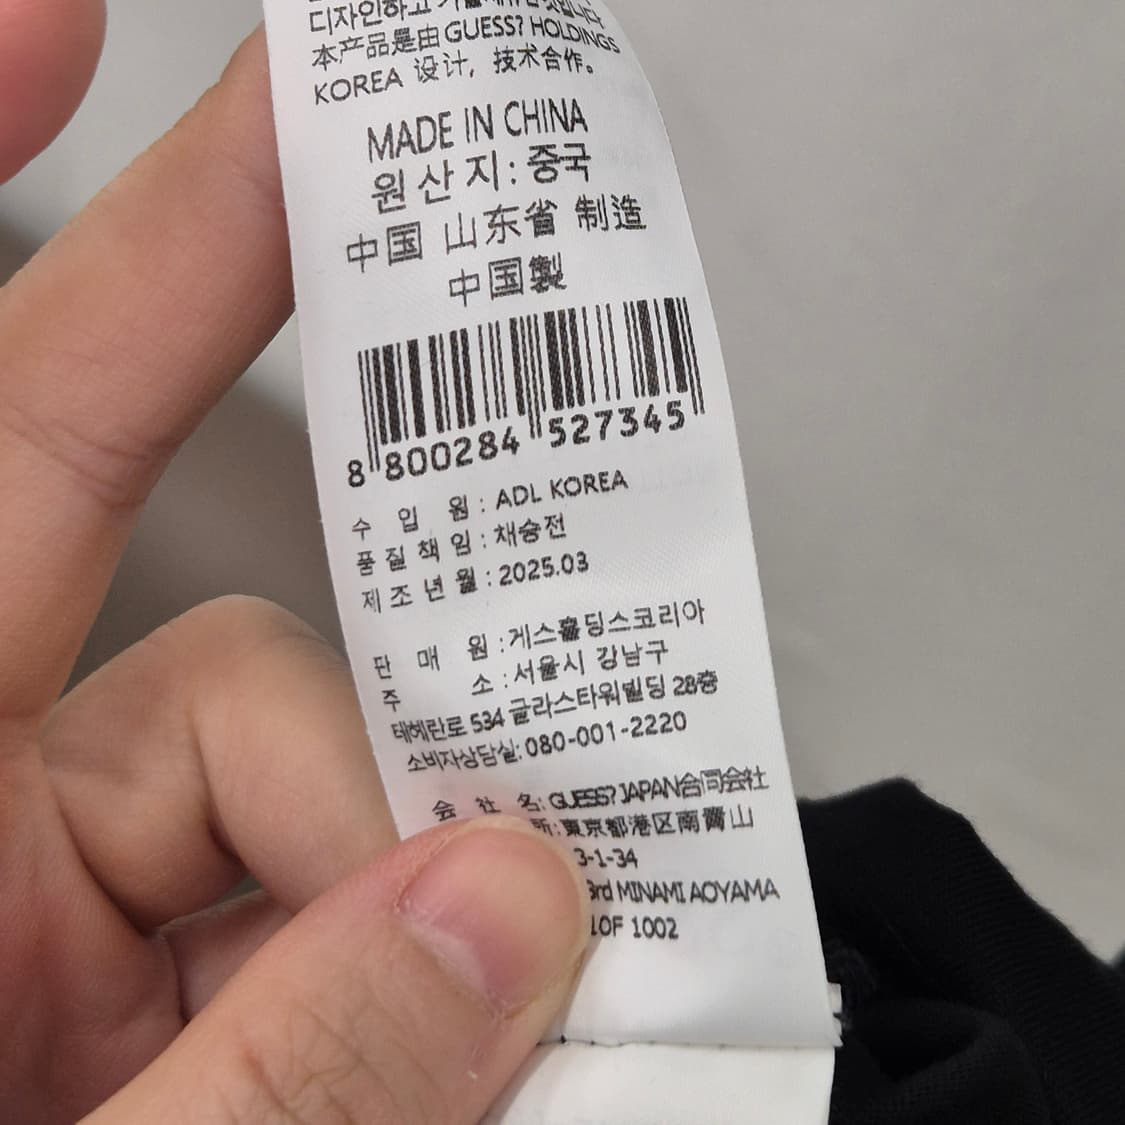 디자인하고
本产品是由 GUESS? HOLDINGS
KOREA 设计, 技术合作。
MADE IN CHINA
원산지: 중국
中国 山东省 制造
中国製
8 800284 527345
수 입 원 : ADL KOREA
품 질 책 임 : 채승전
제 조 년 월 : 2025.03
판 매 원 : 게스홀딩스코리아
주 소 : 서울시 강남구
테헤란로 534 글라스타워빌딩 28층
소비자상담실: 080-001-2220
会 社 名: GUESS? JAPAN合同会社
所: 東京都港区南青山
3-1-34
3rd MINAMI AOYAMA
10F 1002